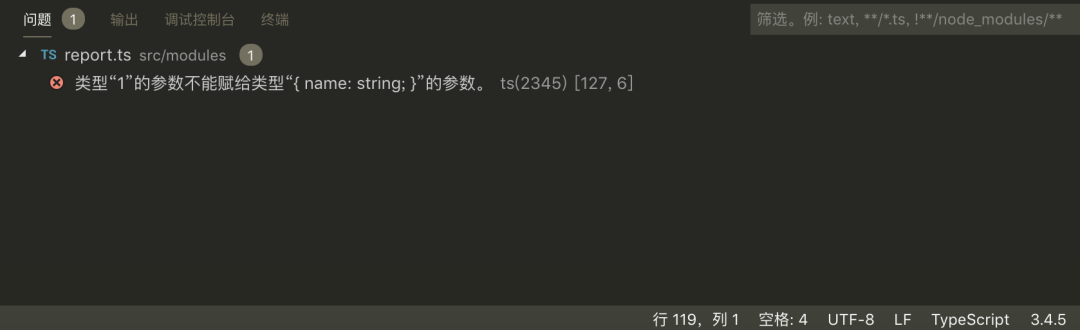 问题 1 输出 调试控制台 终端 筛选。例: text, **/*.ts, !**/node_modules/**
TS report.ts src/modules 1
类型“1”的参数不能赋给类型“{ name: string; }”的参数。 ts(2345) [127, 6]
行 119，列 1 空格: 4 UTF-8 LF TypeScript 3.4.5